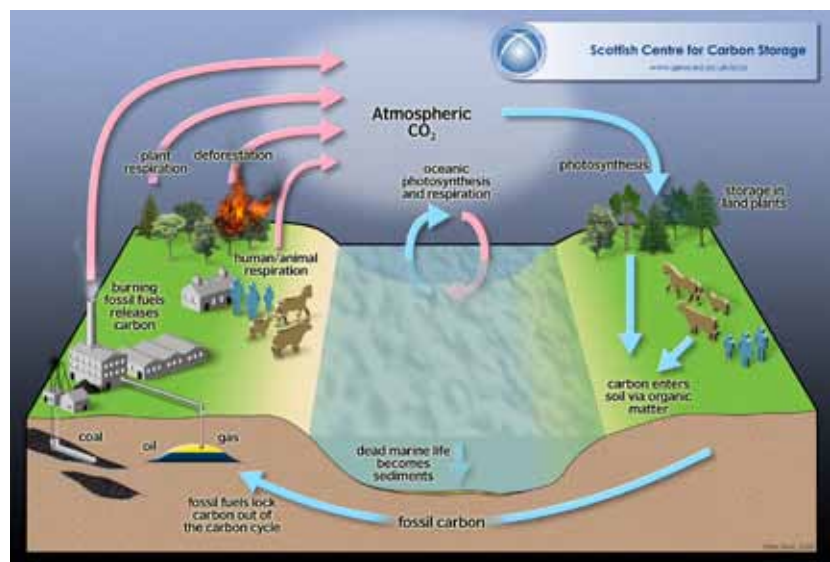 Scottish Centre for Carbon Storage
Atmospheric
CO2
plant
respiration
deforestation
oceanic
photosynthesis
and respiration
photosynthesis
storage in
land plants
human/animal
respiration
burning
fossil fuels
releases
carbon
carbon enters
soil via organic
matter
coal
oil
gas
dead marine life
becomes
sediments
fossil fuels lock
carbon out of
the carbon cycle
fossil carbon